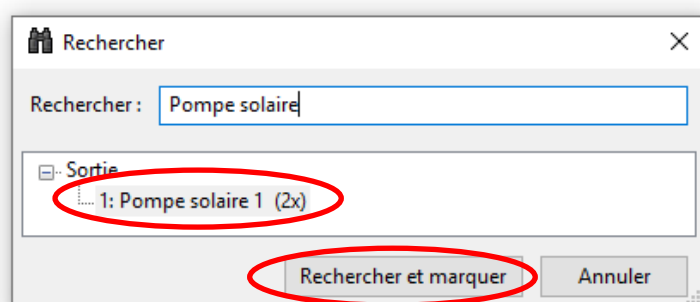 Rechercher
Rechercher : Pompe solaire
Sortie
1: Pompe solaire 1 (2x)
Rechercher et marquer Annuler